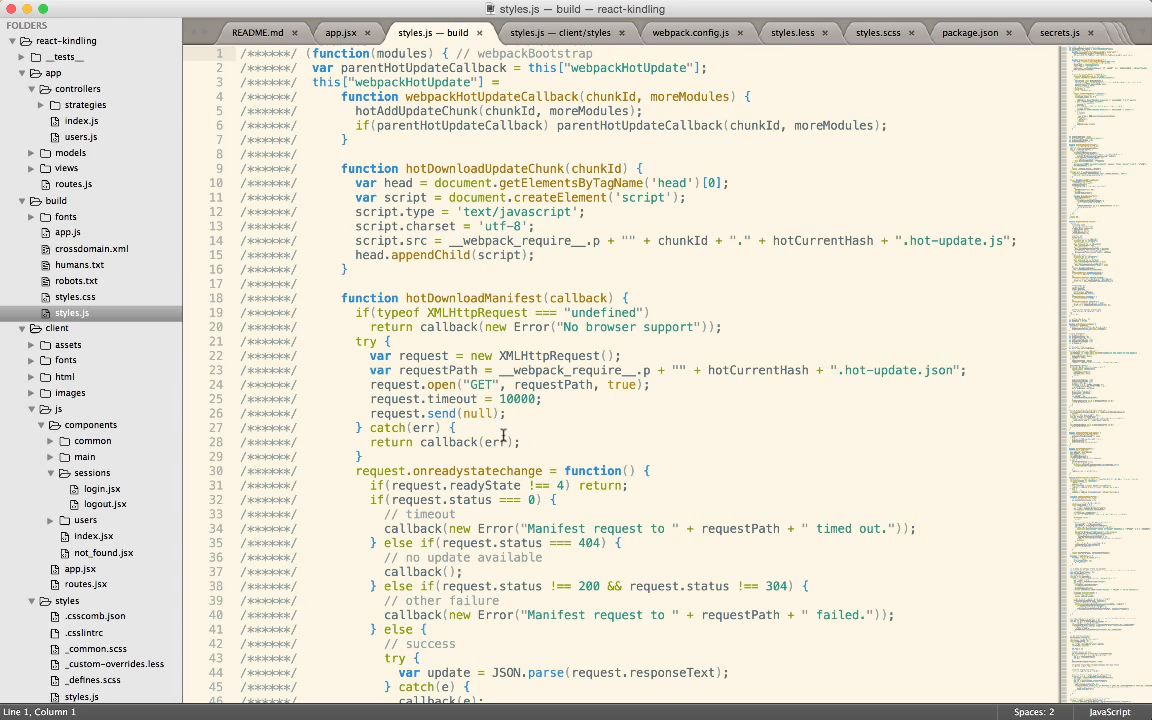 styles.js — build — react-kindling
FOLDERS
react-kindling
__tests__
app
controllers
strategies
index.js
users.js
models
views
routes.js
build
fonts
app.js
crossdomain.xml
humans.txt
robots.txt
styles.css
styles.js
client
assets
fonts
html
images
js
components
common
main
sessions
login.jsx
logout.jsx
users
index.jsx
not_found.jsx
app.jsx
routes.jsx
styles
.csscomb.json
.csslintrc
_common.scss
_custom-overrides.less
_defines.scss
styles.js
README.md × app.jsx × styles.js — build × styles.js — client/styles × webpack.config.js × styles.less × styles.scss × package.json × secrets.js ×
1 /******/ (function(modules) { // webpackBootstrap
2 /******/ var parentHotUpdateCallback = this["webpackHotUpdate"];
3 /******/ this["webpackHotUpdate"] =
4 /******/ function webpackHotUpdateCallback(chunkId, moreModules) {
5 /******/ hotAddUpdateChunk(chunkId, moreModules);
6 /******/ if(parentHotUpdateCallback) parentHotUpdateCallback(chunkId, moreModules);
7 /******/ }
8 /******/
9 /******/ function hotDownloadUpdateChunk(chunkId) {
10 /******/ var head = document.getElementsByTagName('head')[0];
11 /******/ var script = document.createElement('script');
12 /******/ script.type = 'text/javascript';
13 /******/ script.charset = 'utf-8';
14 /******/ script.src = __webpack_require__.p + "" + chunkId + "." + hotCurrentHash + ".hot-update.js";
15 /******/ head.appendChild(script);
16 /******/ }
17 /******/
18 /******/ function hotDownloadManifest(callback) {
19 /******/ if(typeof XMLHttpRequest === "undefined")
20 /******/ return callback(new Error("No browser support"));
21 /******/ try {
22 /******/ var request = new XMLHttpRequest();
23 /******/ var requestPath = __webpack_require__.p + "" + hotCurrentHash + ".hot-update.json";
24 /******/ request.open("GET", requestPath, true);
25 /******/ request.timeout = 10000;
26 /******/ request.send(null);
27 /******/ } catch(err) {
28 /******/ return callback(err);
29 /******/ }
30 /******/ request.onreadystatechange = function() {
31 /******/ if(request.readyState !== 4) return;
32 /******/ if(request.status === 0) {
33 /******/ // timeout
34 /******/ callback(new Error("Manifest request to " + requestPath + " timed out."));
35 /******/ } else if(request.status === 404) {
36 /******/ // no update available
37 /******/ callback();
38 /******/ } else if(request.status !== 200 && request.status !== 304) {
39 /******/ // other failure
40 /******/ callback(new Error("Manifest request to " + requestPath + " failed."));
41 /******/ } else {
42 /******/ // success
43 /******/ try {
44 /******/ var update = JSON.parse(request.responseText);
45 /******/ } catch(e) {
46 /******/ callback(e);
Line 1, Column 1
Spaces: 2
JavaScript